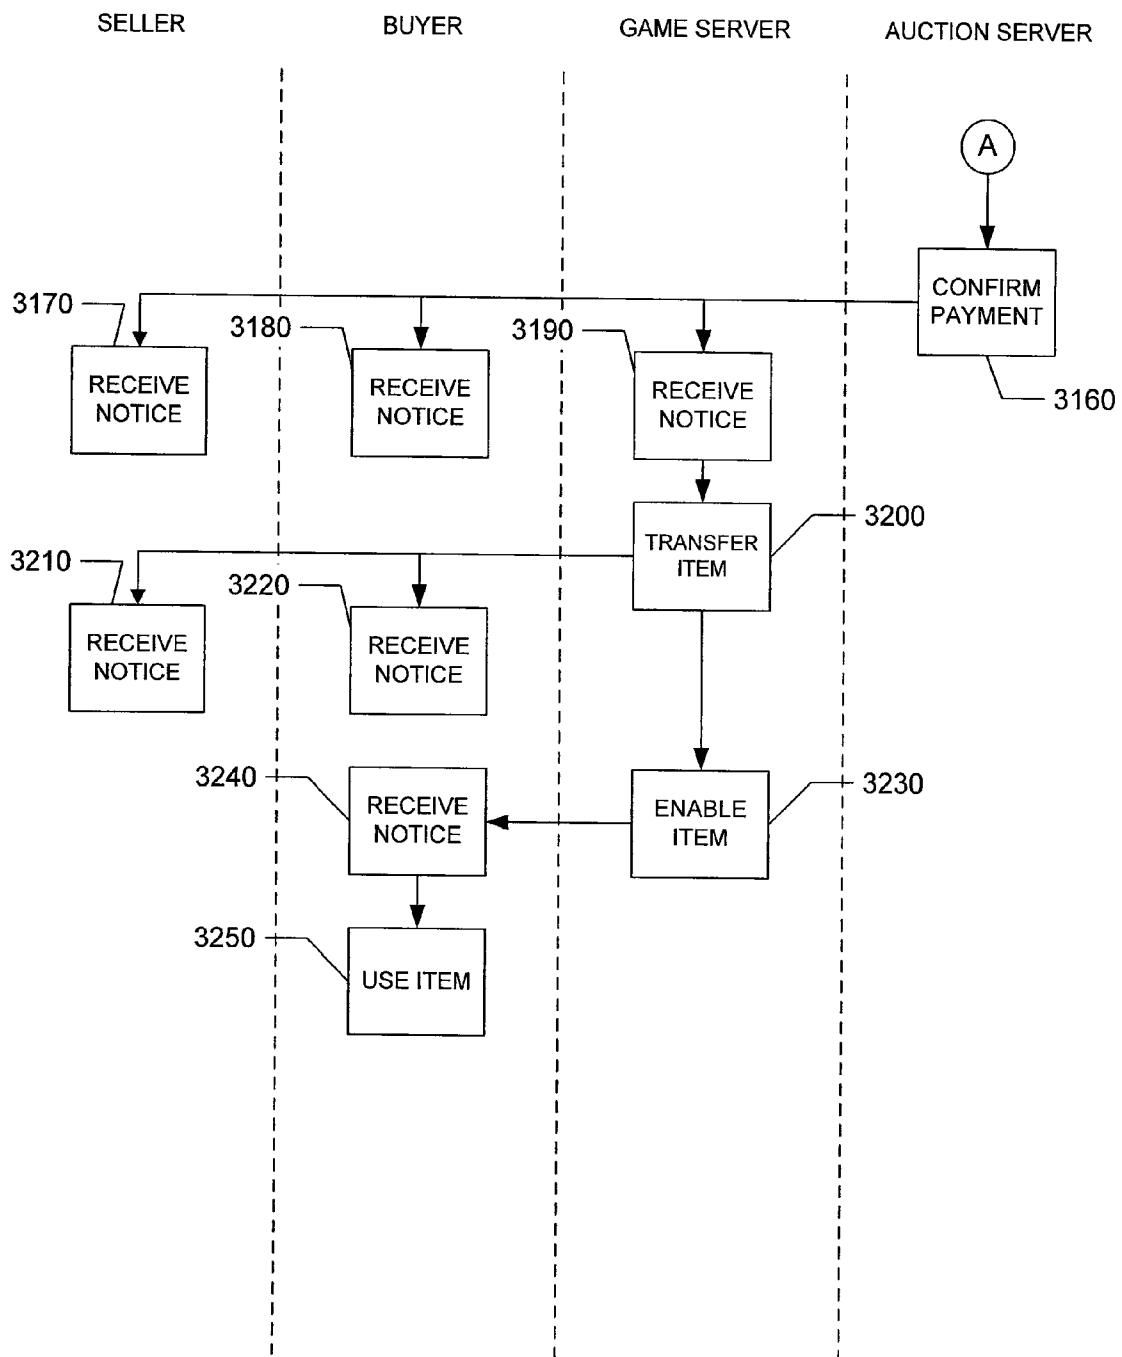 SELLER
BUYER
GAME SERVER
AUCTION SERVER
A
CONFIRM
PAYMENT
3160
3170
RECEIVE
NOTICE
3180
RECEIVE
NOTICE
3190
RECEIVE
NOTICE
TRANSFER
ITEM
3200
3210
RECEIVE
NOTICE
3220
RECEIVE
NOTICE
3240
RECEIVE
NOTICE
ENABLE
ITEM
3230
3250
USE ITEM